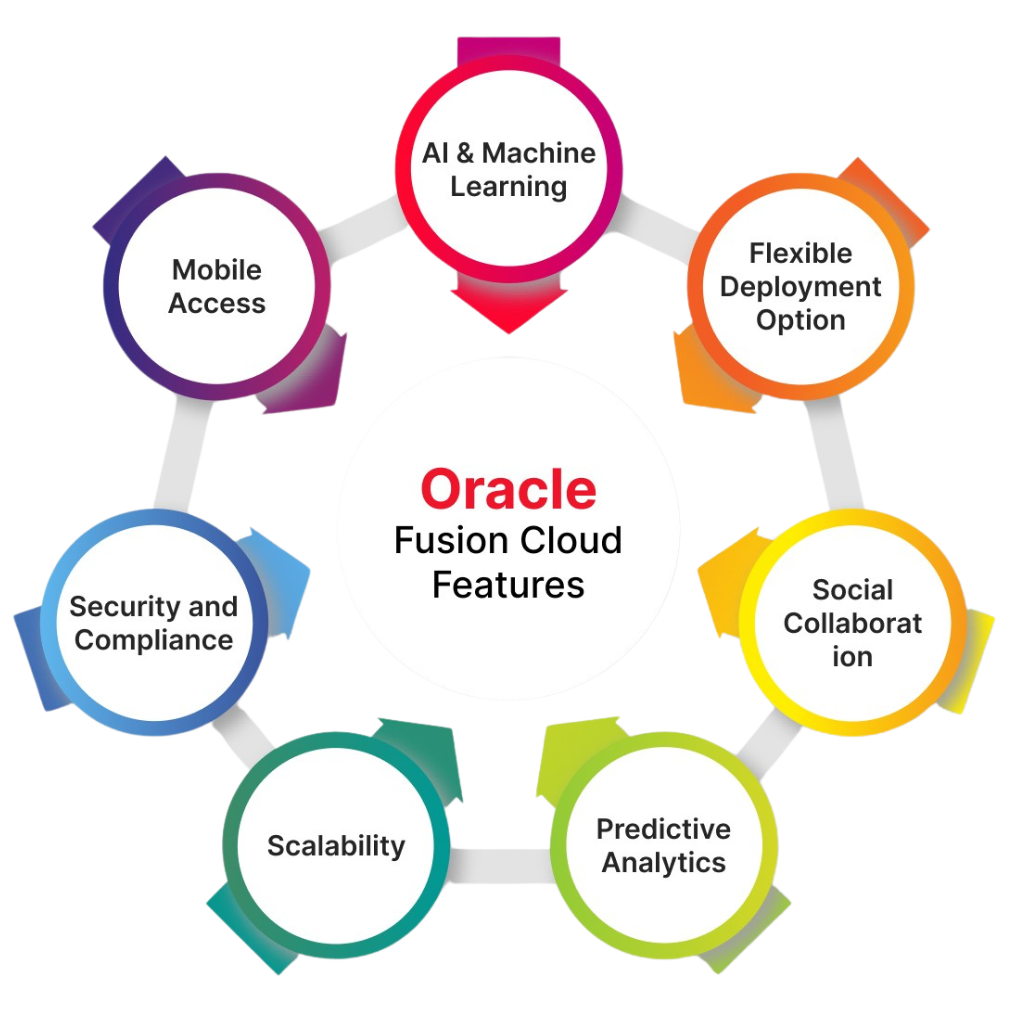 AI & Machine
Learning
Flexible
Deployment
Option
Social
Collaborat
ion
Predictive
Analytics
Scalability
Security and
Compliance
Mobile
Access
Oracle
Fusion Cloud
Features